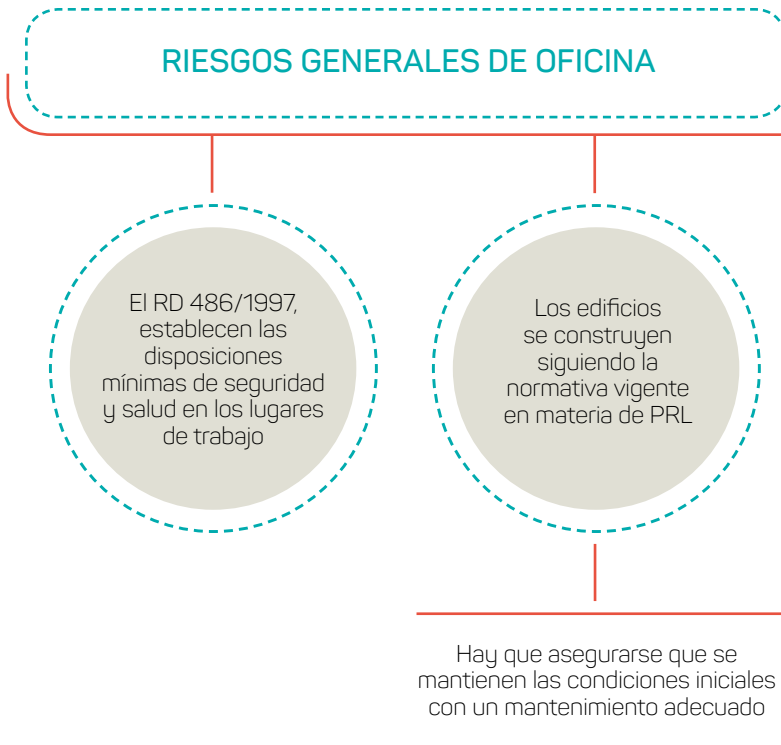 RIESGOS GENERALES DE OFICINA
El RD 486/1997,
establecen las
disposiciones
mínimas de seguridad
y salud en los lugares
de trabajo
Los edificios
se construyen
siguiendo la
normativa vigente
en materia de PRL
Hay que asegurarse que se
mantienen las condiciones iniciales
con un mantenimiento adecuado